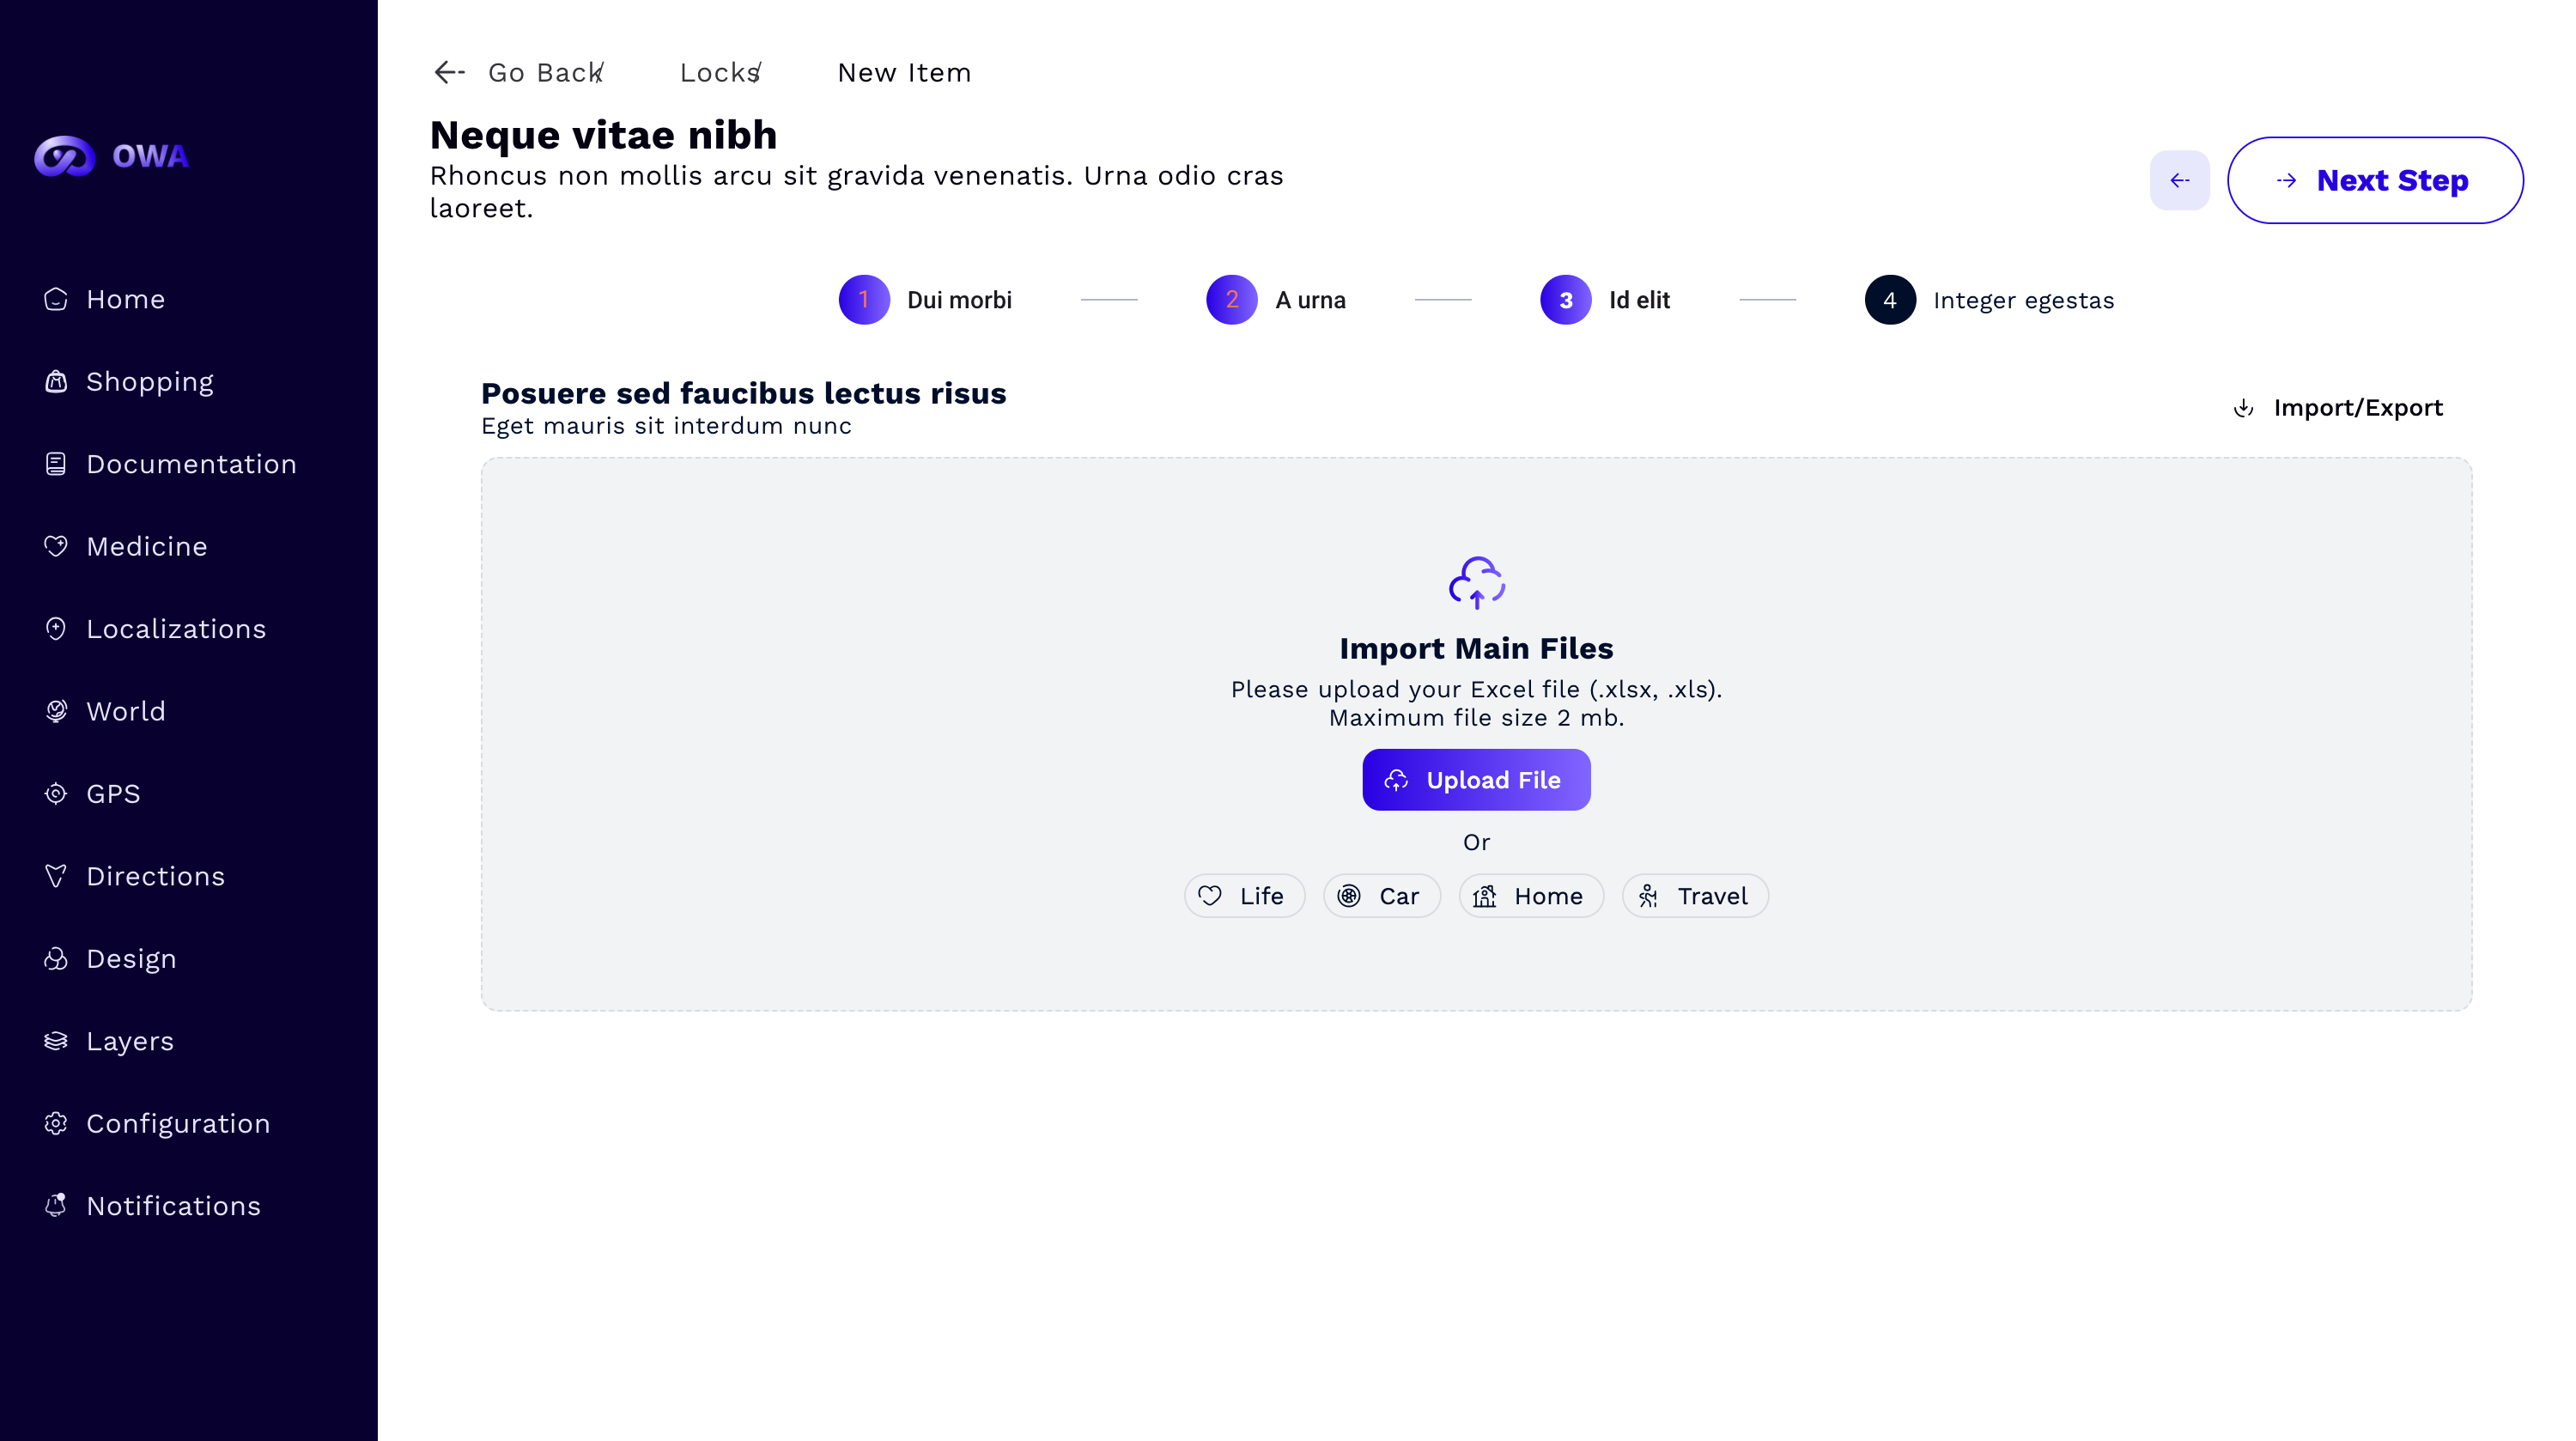 OWA
Home
Shopping
Documentation
Medicine
Localizations
World
GPS
Directions
Design
Layers
Configuration
Notifications
Go Back / Locks / New Item
Neque vitae nibh
Rhoncus non mollis arcu sit gravida venenatis. Urna odio cras
laoreet.
Next Step
1 Dui morbi
2 A urna
3 Id elit
4 Integer egestas
Posuere sed faucibus lectus risus
Eget mauris sit interdum nunc
Import/Export
Import Main Files
Please upload your Excel file (.xlsx, .xls).
Maximum file size 2 mb.
Upload File
Or
Life
Car
Home
Travel